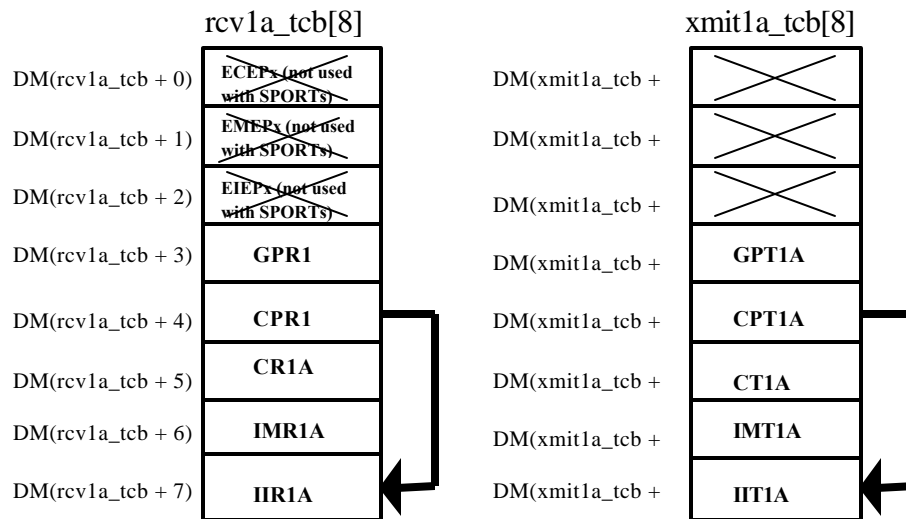 rcv1a_tcb[8]
DM(rcv1a_tcb + 0)
ECEPx (not used
with SPORTs)
DM(rcv1a_tcb + 1)
EMEPx (not used
with SPORTs)
DM(rcv1a_tcb + 2)
EIEPx (not used
with SPORTs)
DM(rcv1a_tcb + 3)
GPR1
DM(rcv1a_tcb + 4)
CPR1
DM(rcv1a_tcb + 5)
CR1A
DM(rcv1a_tcb + 6)
IMR1A
DM(rcv1a_tcb + 7)
IIR1A
xmit1a_tcb[8]
DM(xmit1a_tcb +
DM(xmit1a_tcb +
DM(xmit1a_tcb +
DM(xmit1a_tcb +
GPT1A
DM(xmit1a_tcb +
CPT1A
DM(xmit1a_tcb +
CT1A
DM(xmit1a_tcb +
IMT1A
DM(xmit1a_tcb +
IIT1A